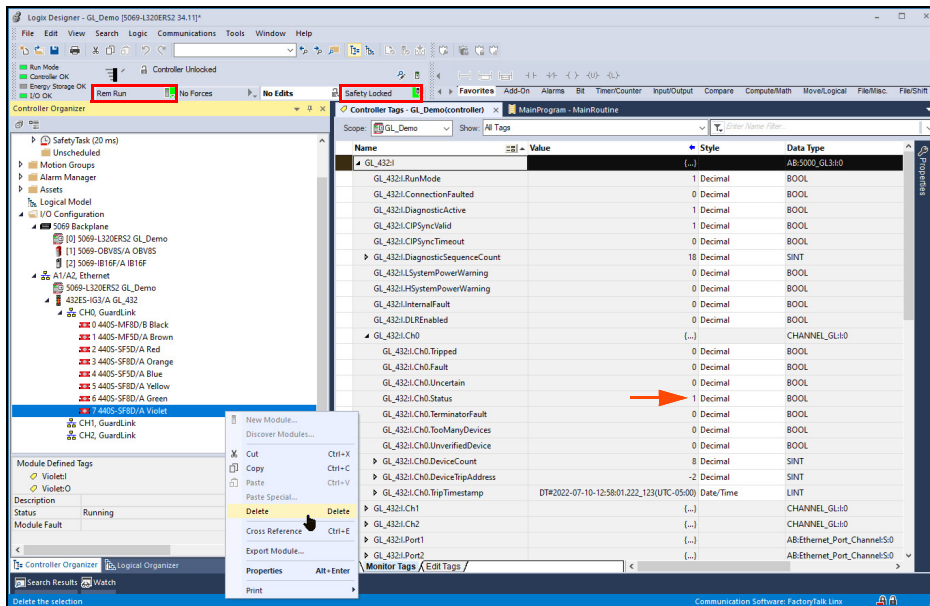 Logix Designer - GL_Demo [5069-L320ERS2 34.11]*
File Edit View Search Logic Communications Tools Window Help
Run Mode
Controller OK
Energy Storage OK
I/O OK
Controller Unlocked
Rem Run
No Forces
No Edits
Safety Locked
Favorites Add-On Alarms Bit Timer/Counter Input/Output Compare Compute/Math Move/Logical File/Misc. File/Shift
Controller Organizer
SafetyTask (20 ms)
Unscheduled
Motion Groups
Alarm Manager
Assets
Logical Model
I/O Configuration
5069 Backplane
[0] 5069-L320ERS2 GL_Demo
[1] 5069-OBV8S/A OBV8S
[2] 5069-IB16F/A IB16F
A1/A2, Ethernet
5069-L320ERS2 GL_Demo
432ES-IG3/A GL_432
CH0, GuardLink
0 440S-MF8D/B Black
1 440S-MF5D/A Brown
2 440S-SF5D/A Red
3 440S-SF8D/A Orange
4 440S-SF5D/A Blue
5 440S-SF8D/A Yellow
6 440S-SF8D/A Green
7 440S-SF8D/A Violet
CH1, GuardLink
CH2, GuardLink
Module Defined Tags
Violet:I
Violet:O
Description
Status Running
Module Fault
Controller Organizer Logical Organizer
Search Results Watch
Delete the selection
New Module...
Discover Modules...
Cut Ctrl+X
Copy Ctrl+C
Paste Ctrl+V
Paste Special...
Delete Delete
Cross Reference Ctrl+E
Export Module...
Properties Alt+Enter
Print
Controller Tags - GL_Demo(controller) MainProgram - MainRoutine
Scope: GL_Demo Show: All Tags Enter Name Filter...
Name Value Style Data Type
GL_432:I {...} AB:5000_GL3:I:0
GL_432:I.RunMode 1 Decimal BOOL
GL_432:I.ConnectionFaulted 0 Decimal BOOL
GL_432:I.DiagnosticActive 1 Decimal BOOL
GL_432:I.CIPSyncValid 1 Decimal BOOL
GL_432:I.CIPSyncTimeout 0 Decimal BOOL
GL_432:I.DiagnosticSequenceCount 18 Decimal SINT
GL_432:I.LSystemPowerWarning 0 Decimal BOOL
GL_432:I.HSystemPowerWarning 0 Decimal BOOL
GL_432:I.InternalFault 0 Decimal BOOL
GL_432:I.DLREnabled 0 Decimal BOOL
GL_432:I.Ch0 {...} CHANNEL_GL:I:0
GL_432:I.Ch0.Tripped 0 Decimal BOOL
GL_432:I.Ch0.Fault 0 Decimal BOOL
GL_432:I.Ch0.Uncertain 0 Decimal BOOL
GL_432:I.Ch0.Status 1 Decimal BOOL
GL_432:I.Ch0.TerminatorFault 0 Decimal BOOL
GL_432:I.Ch0.TooManyDevices 0 Decimal BOOL
GL_432:I.Ch0.UnverifiedDevice 0 Decimal BOOL
GL_432:I.Ch0.DeviceCount 8 Decimal SINT
GL_432:I.Ch0.DeviceTripAddress -2 Decimal SINT
GL_432:I.Ch0.TripTimestamp DT#2022-07-10-12:58:01.222_123(UTC-05:00) Date/Time LINT
GL_432:I.Ch1 {...} CHANNEL_GL:I:0
GL_432:I.Ch2 {...} CHANNEL_GL:I:0
GL_432:I.Port1 {...} AB:Ethernet_Port_Channel:S:0
GL_432:I.Port2 {...} AB:Ethernet_Port_Channel:S:0
Monitor Tags Edit Tags
Properties
Communication Software: FactoryTalk Linx